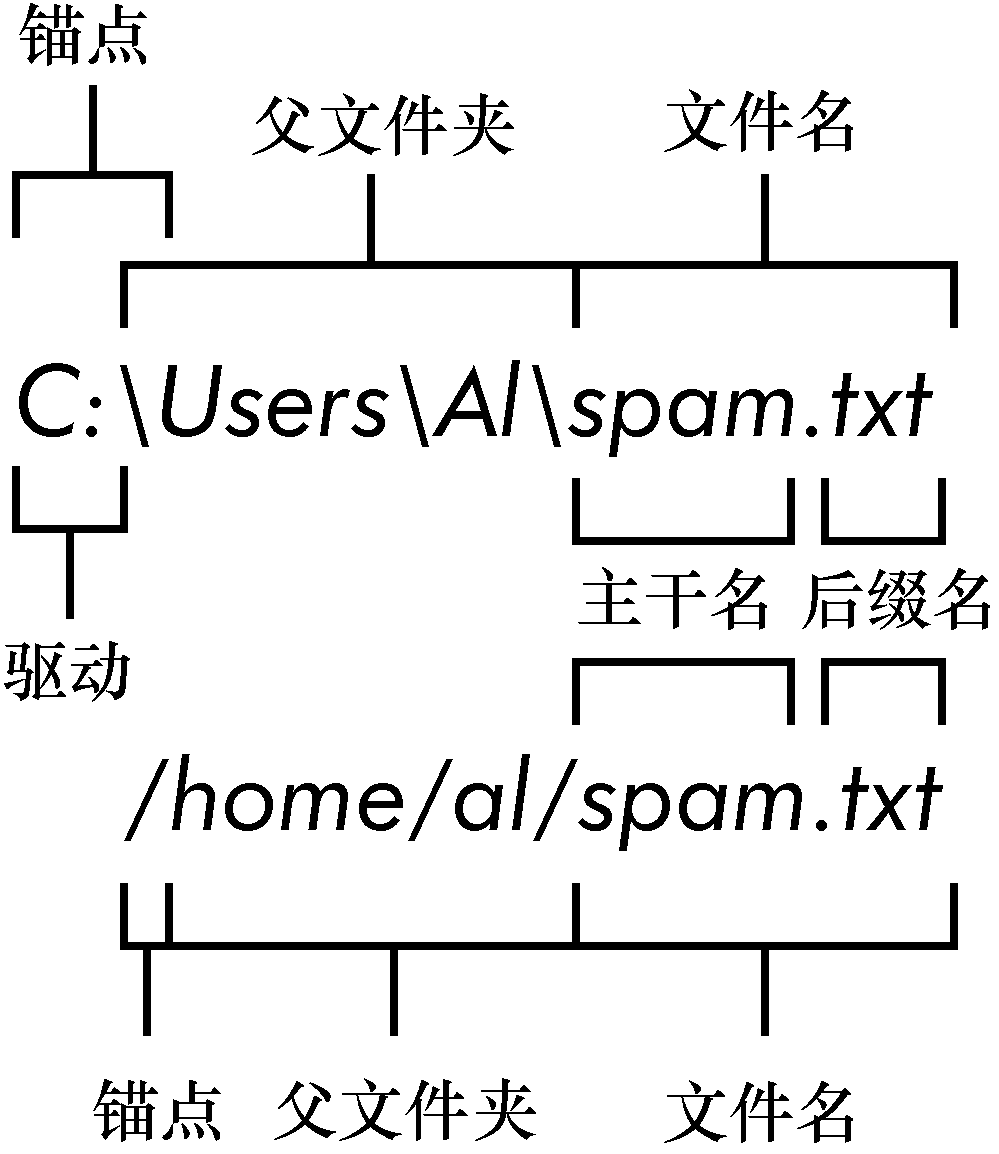 锚点
父文件夹 文件名
C:\Users\Al\spam.txt
主干名 后缀名
驱动
/home/al/spam.txt
锚点 父文件夹 文件名